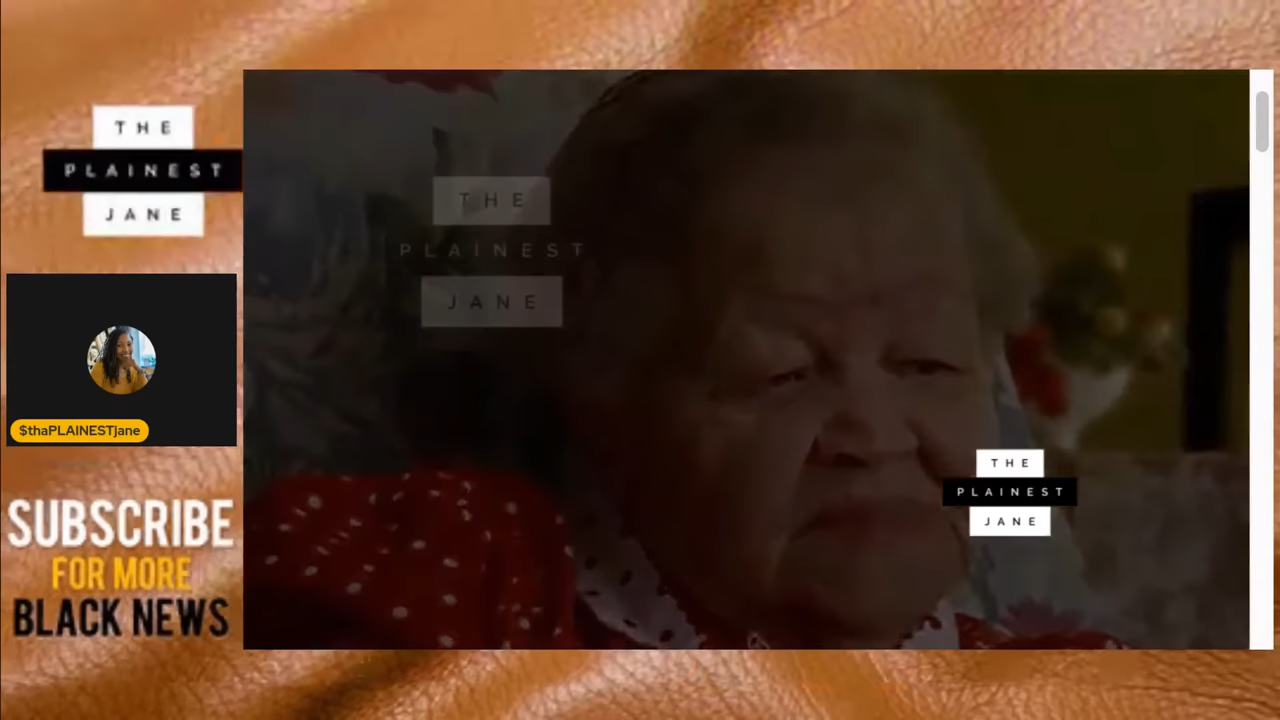 THE
PLAINEST
JANE
$thaPLAINESTjane
SUBSCRIBE
FOR MORE
BLACK NEWS
THE
PLAINEST
JANE
THE
PLAINEST
JANE